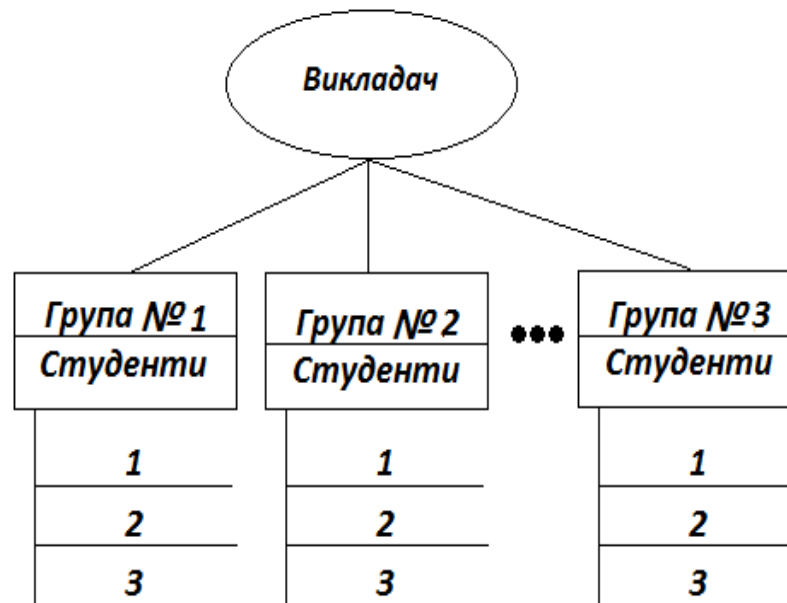 Викладач
Група № 1
Студенти
1
2
3
Група № 2
Студенти
1
2
3
Група № 3
Студенти
1
2
3